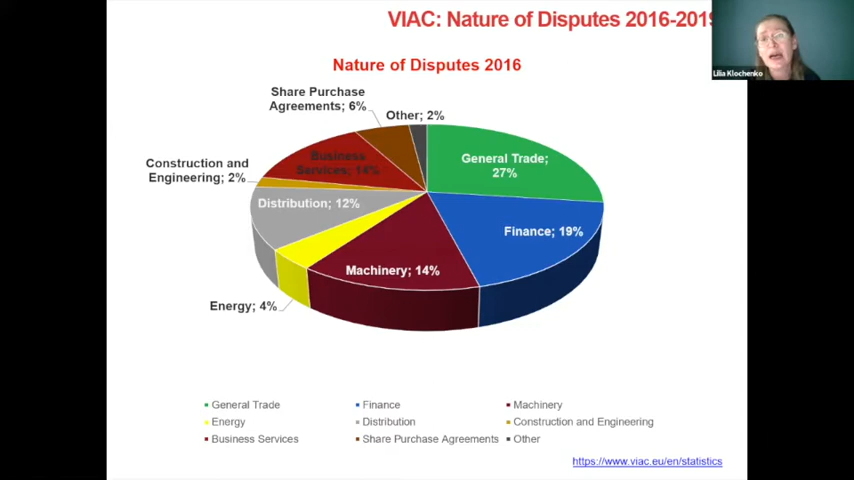 VIAC: Nature of Disputes 2016-2019
Lilia Klochenko
Nature of Disputes 2016
Share Purchase
Agreements; 6%
Other; 2%
Construction and
Engineering; 2%
Business
Services; 14%
General Trade;
27%
Distribution; 12%
Finance; 19%
Machinery; 14%
Energy; 4%
General Trade
Finance
Machinery
Energy
Distribution
Construction and Engineering
Business Services
Share Purchase Agreements
Other
https://www.viac.eu/en/statistics